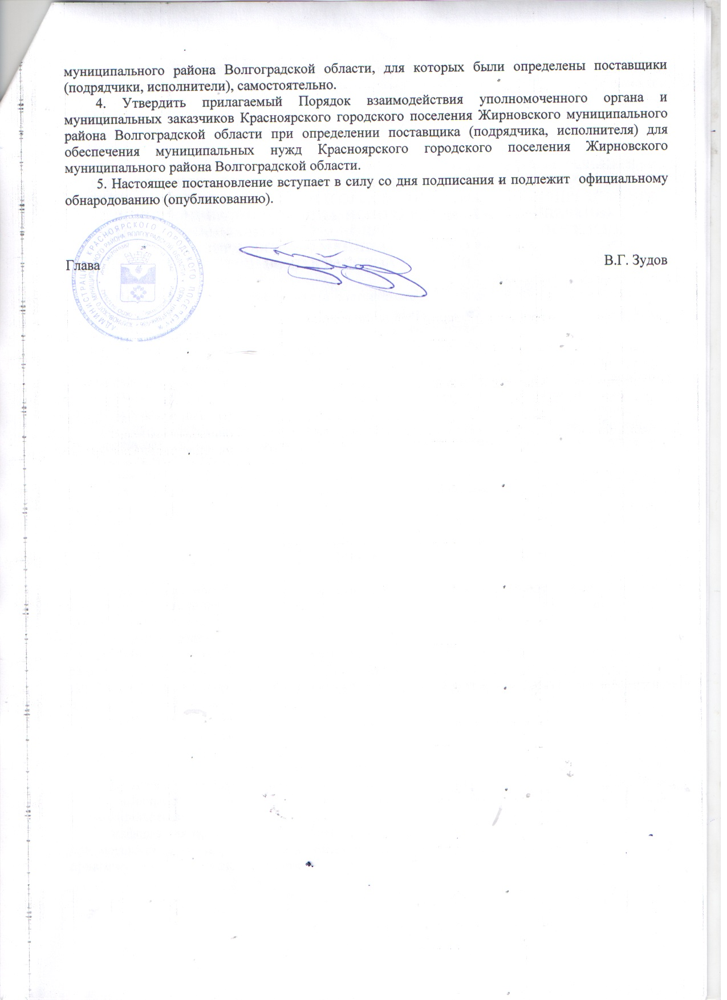 муниципального района Волгоградской области, для которых были определены поставщики
(подрядчики, исполнители), самостоятельно.
4. Утвердить прилагаемый Порядок взаимодействия уполномоченного органа и
муниципальных заказчиков Красноярского городского поселения Жирновского муниципального
района Волгоградской области при определении поставщика (подрядчика, исполнителя) для
обеспечения муниципальных нужд Красноярского городского поселения Жирновского
муниципального района Волгоградской области.
5. Настоящее постановление вступает в силу со дня подписания и подлежит официальному
обнародованию (опубликованию).
АДМИНИСТРАЦИЯ КРАСНОЯРСКОГО ГОРОДСКОГО ПОСЕЛЕНИЯ
ЖИРНОВСКОГО МУНИЦИПАЛЬНОГО РАЙОНА ВОЛГОГРАДСКОЙ ОБЛАСТИ
Глава
В.Г. Зудов